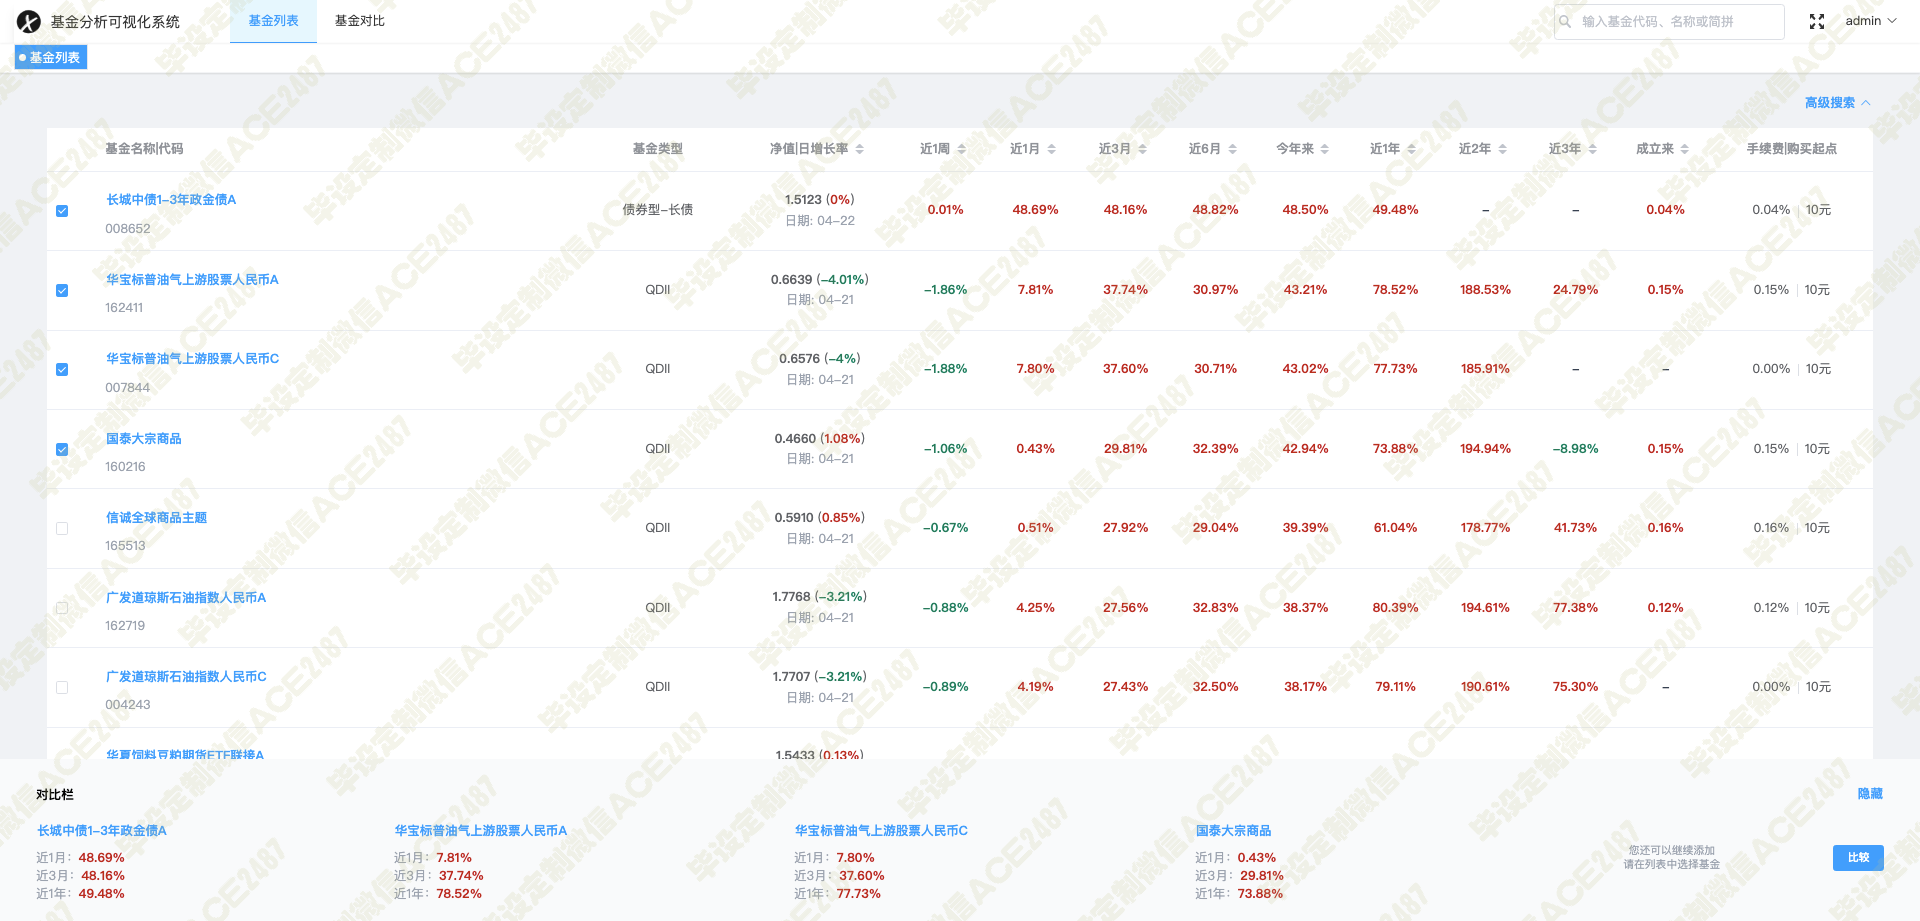 基金分析可视化系统 基金列表 基金对比 输入基金代码、名称或简拼 admin
基金列表
高级搜索
基金名称|代码 基金类型 净值|日增长率 近1周 近1月 近3月 近6月 今年来 近1年 近2年 近3年 成立来 手续费|购买起点
长城中债1-3年政金债A
008652
债券型-长债
1.5123 (0%)
日期: 04-22
0.01% 48.69% 48.16% 48.82% 48.50% 49.48% - - 0.04% 0.04% | 10元
华宝标普油气上游股票人民币A
162411
QDII
0.6639 (-4.01%)
日期: 04-21
-1.86% 7.81% 37.74% 30.97% 43.21% 78.52% 188.53% 24.79% 0.15% 0.15% | 10元
华宝标普油气上游股票人民币C
007844
QDII
0.6576 (-4%)
日期: 04-21
-1.88% 7.80% 37.60% 30.71% 43.02% 77.73% 185.91% - - 0.00% | 10元
国泰大宗商品
160216
QDII
0.4660 (1.08%)
日期: 04-21
-1.06% 0.43% 29.81% 32.39% 42.94% 73.88% 194.94% -8.98% 0.15% 0.15% | 10元
信诚全球商品主题
165513
QDII
0.5910 (0.85%)
日期: 04-21
-0.67% 0.51% 27.92% 29.04% 39.39% 61.04% 178.77% 41.73% 0.16% 0.16% | 10元
广发道琼斯石油指数人民币A
162719
QDII
1.7768 (-3.21%)
日期: 04-21
-0.88% 4.25% 27.56% 32.83% 38.37% 80.39% 194.61% 77.38% 0.12% 0.12% | 10元
广发道琼斯石油指数人民币C
004243
QDII
1.7707 (-3.21%)
日期: 04-21
-0.89% 4.19% 27.43% 32.50% 38.17% 79.11% 190.61% 75.30% - 0.00% | 10元
华夏饲料豆粕期货ETF联接A 1.5433 (0.13%)
对比栏 隐藏
长城中债1-3年政金债A
近1月: 48.69%
近3月: 48.16%
近1年: 49.48%
华宝标普油气上游股票人民币A
近1月: 7.81%
近3月: 37.74%
近1年: 78.52%
华宝标普油气上游股票人民币C
近1月: 7.80%
近3月: 37.60%
近1年: 77.73%
国泰大宗商品
近1月: 0.43%
近3月: 29.81%
近1年: 73.88%
您还可以继续添加
请在列表中选择基金
比较
毕设定制微信ACE2487